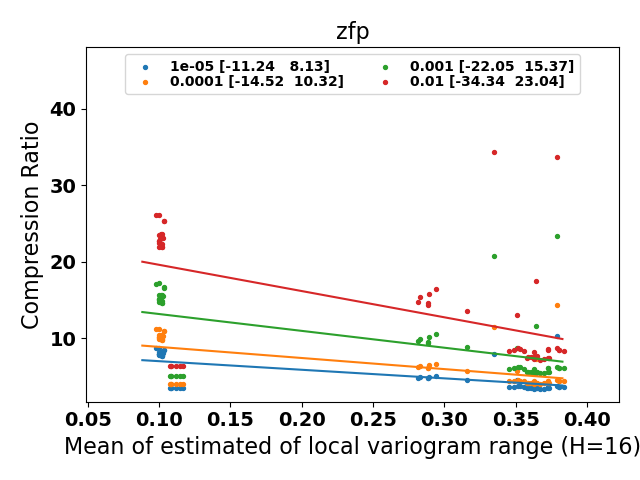 zfp
1e-05 [-11.24   8.13]
0.0001 [-14.52  10.32]
0.001 [-22.05  15.37]
0.01 [-34.34  23.04]
Compression Ratio
40
30
20
10
0.05 0.10 0.15 0.20 0.25 0.30 0.35 0.40
Mean of estimated of local variogram range (H=16)